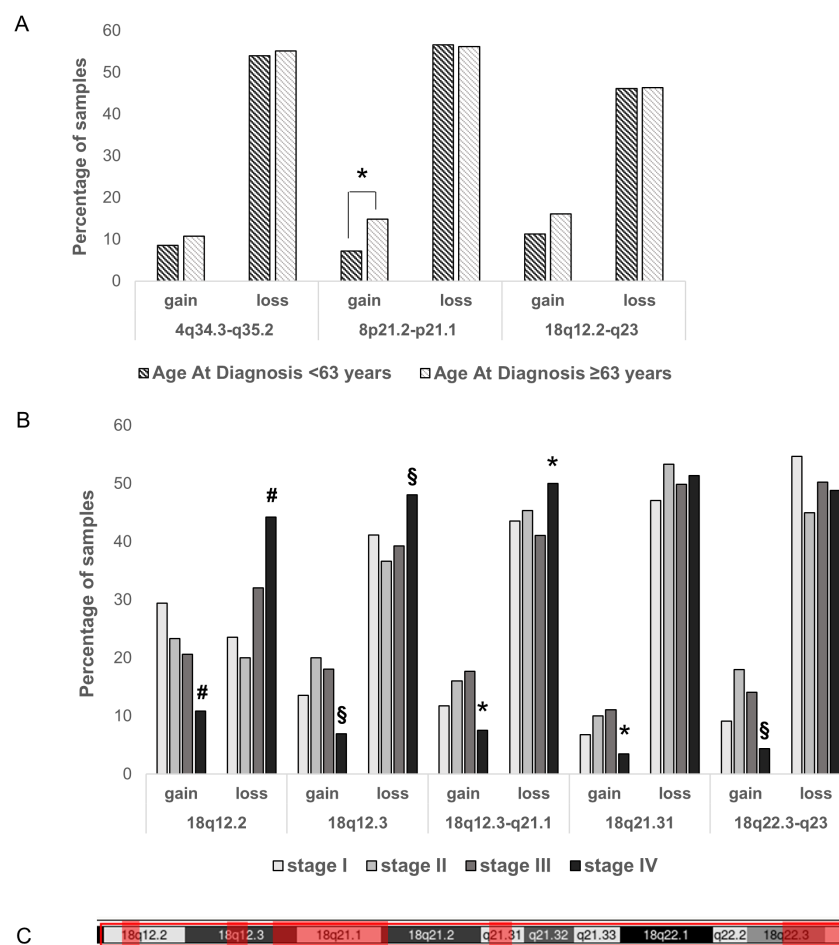 A
60
50
40
30
20
10
0
Percentage of samples
*
gain loss gain loss gain loss
4q34.3-q35.2 8p21.2-p21.1 18q12.2-q23
Age At Diagnosis <63 years Age At Diagnosis ≥63 years
B
60
50
40
30
20
10
0
Percentage of samples
# # § § * * * §
gain loss gain loss gain loss gain loss gain loss
18q12.2 18q12.3 18q12.3-q21.1 18q21.31 18q22.3-q23
stage I stage II stage III stage IV
C
18q12.2 18q12.3 18q21.1 18q21.2 q21.31 18q21.32 q21.33 18q22.1 q22.2 18q22.3